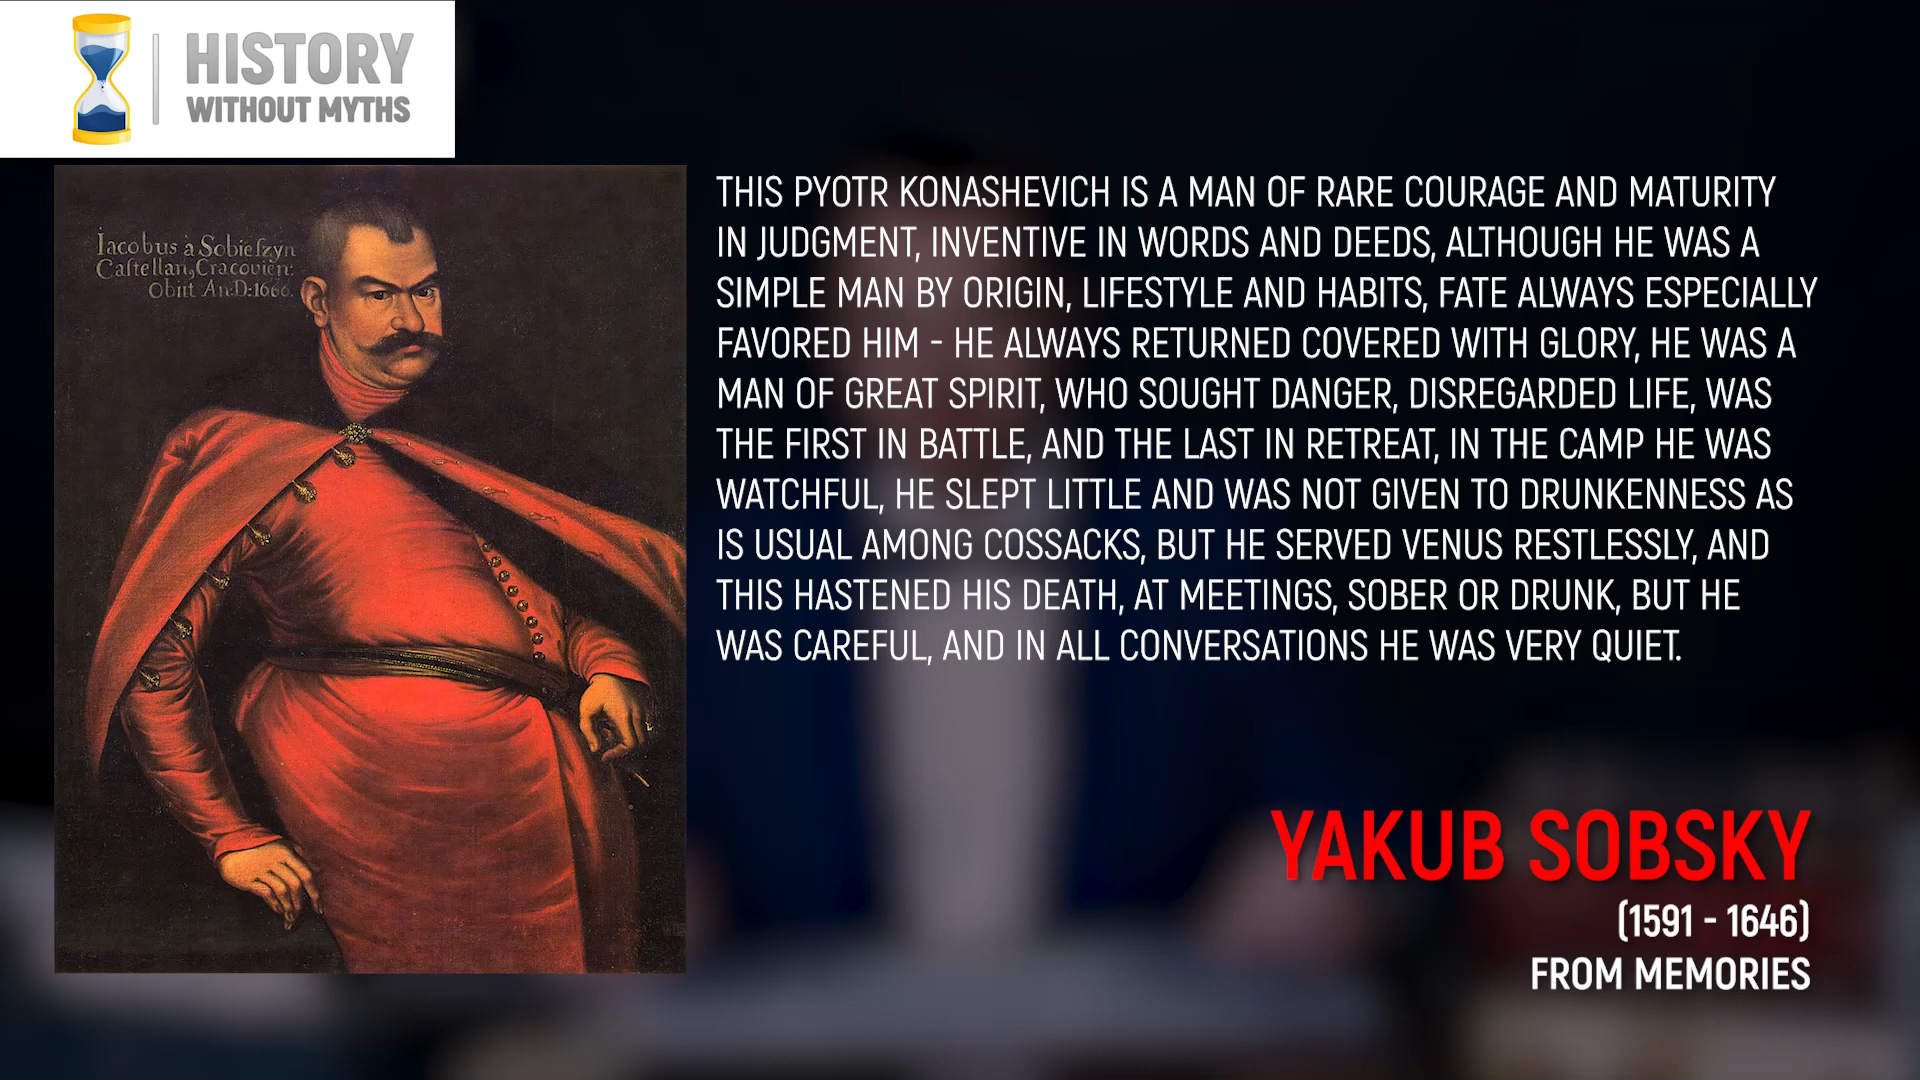 HISTORY
WITHOUT MYTHS
Iacobus à Sobieſzyn
Caſtellan, Cracovien:
Obiit An:D:1646.
THIS PYOTR KONASHEVICH IS A MAN OF RARE COURAGE AND MATURITY
IN JUDGMENT, INVENTIVE IN WORDS AND DEEDS, ALTHOUGH HE WAS A
SIMPLE MAN BY ORIGIN, LIFESTYLE AND HABITS, FATE ALWAYS ESPECIALLY
FAVORED HIM - HE ALWAYS RETURNED COVERED WITH GLORY, HE WAS A
MAN OF GREAT SPIRIT, WHO SOUGHT DANGER, DISREGARDED LIFE, WAS
THE FIRST IN BATTLE, AND THE LAST IN RETREAT, IN THE CAMP HE WAS
WATCHFUL, HE SLEPT LITTLE AND WAS NOT GIVEN TO DRUNKENNESS AS
IS USUAL AMONG COSSACKS, BUT HE SERVED VENUS RESTLESSLY, AND
THIS HASTENED HIS DEATH, AT MEETINGS, SOBER OR DRUNK, BUT HE
WAS CAREFUL, AND IN ALL CONVERSATIONS HE WAS VERY QUIET.
YAKUB SOBSKY
(1591 - 1646)
FROM MEMORIES